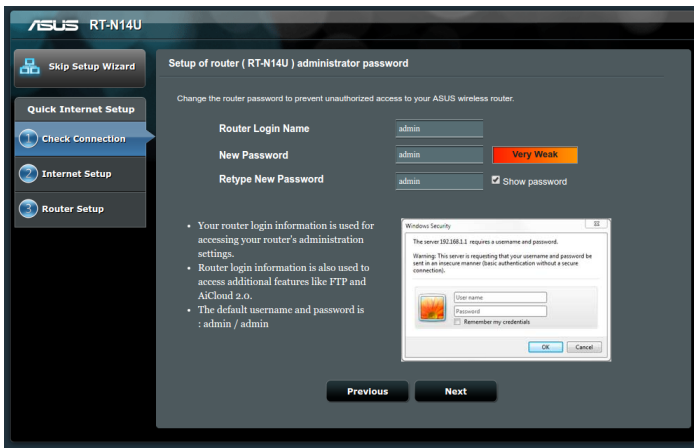 ASUS RT-N14U
Skip Setup Wizard
Quick Internet Setup
1 Check Connection
2 Internet Setup
3 Router Setup
Setup of router ( RT-N14U ) administrator password
Change the router password to prevent unauthorized access to your ASUS wireless router.
Router Login Name admin
New Password admin Very Weak
Retype New Password admin Show password
• Your router login information is used for
accessing your router's administration
settings.
• Router login information is also used to
access additional features like FTP and
AiCloud 2.0.
• The default username and password is
: admin / admin
Windows Security
The server 192.168.1.1 requires a username and password.
Warning: This server is requesting that your username and password be
sent in an insecure manner (basic authentication without a secure
connection).
User name
Password
Remember my credentials
OK Cancel
Previous Next